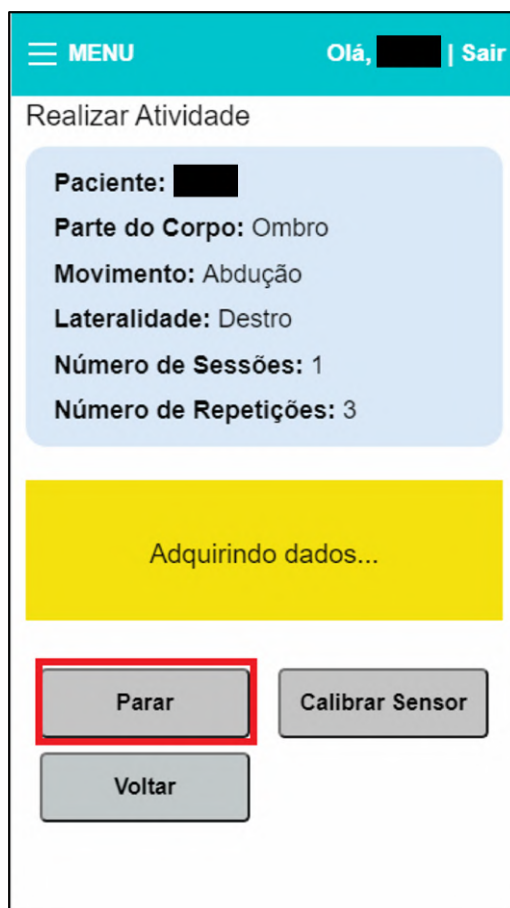 MENU Olá, | Sair
Realizar Atividade
Paciente:
Parte do Corpo: Ombro
Movimento: Abdução
Lateralidade: Destro
Número de Sessões: 1
Número de Repetições: 3
Adquirindo dados...
Parar Calibrar Sensor
Voltar